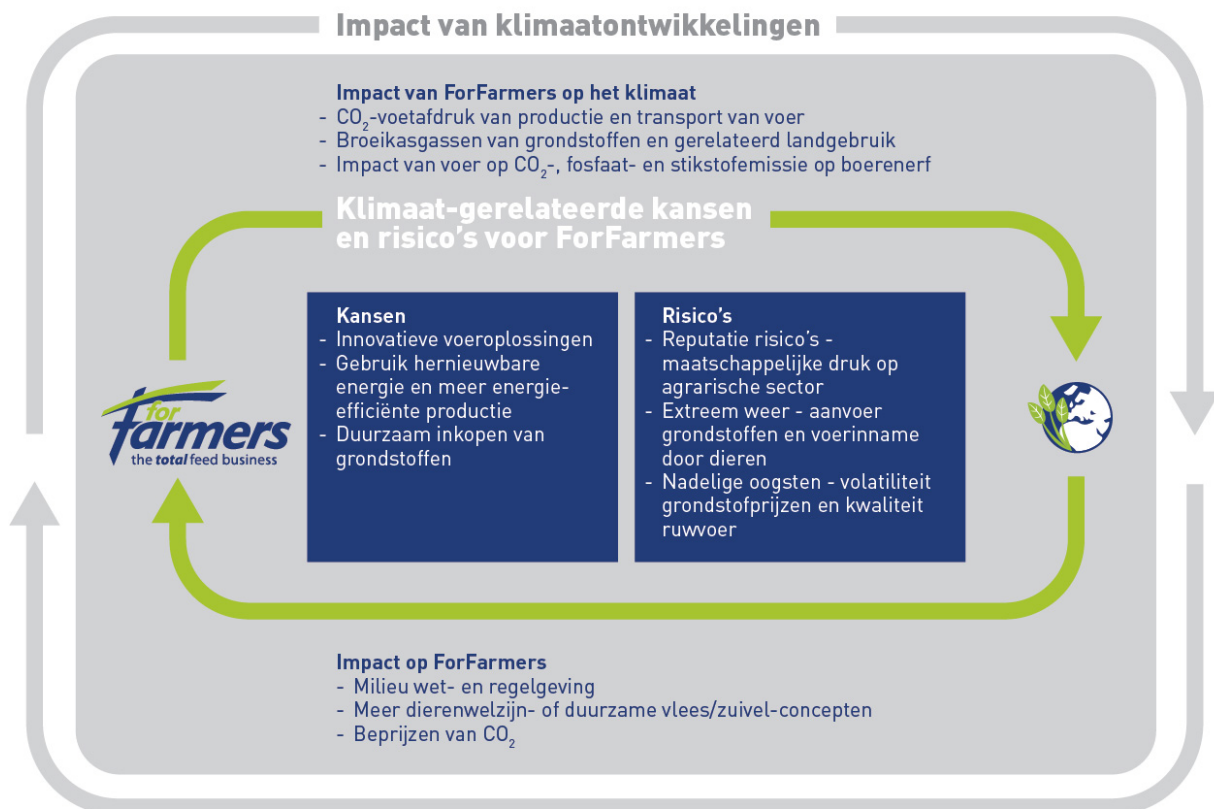 Impact van klimaatontwikkelingen
Impact van ForFarmers op het klimaat
- CO₂-voetafdruk van productie en transport van voer
- Broeikasgassen van grondstoffen en gerelateerd landgebruik
- Impact van voer op CO₂-, fosfaat- en stikstofemissie op boerenerf
Klimaat-gerelateerde kansen
en risico's voor ForFarmers
Kansen
- Innovatieve voeroplossingen
- Gebruik hernieuwbare
energie en meer energie-
efficiënte productie
- Duurzaam inkopen van
grondstoffen
Risico's
- Reputatie risico's -
maatschappelijke druk op
agrarische sector
- Extreem weer - aanvoer
grondstoffen en voerinname
door dieren
- Nadelige oogsten - volatiliteit
grondstofprijzen en kwaliteit
ruwvoer
for
farmers
the total feed business
Impact op ForFarmers
- Milieu wet- en regelgeving
- Meer dierenwelzijn- of duurzame vlees/zuivel-concepten
- Beprijzen van CO₂